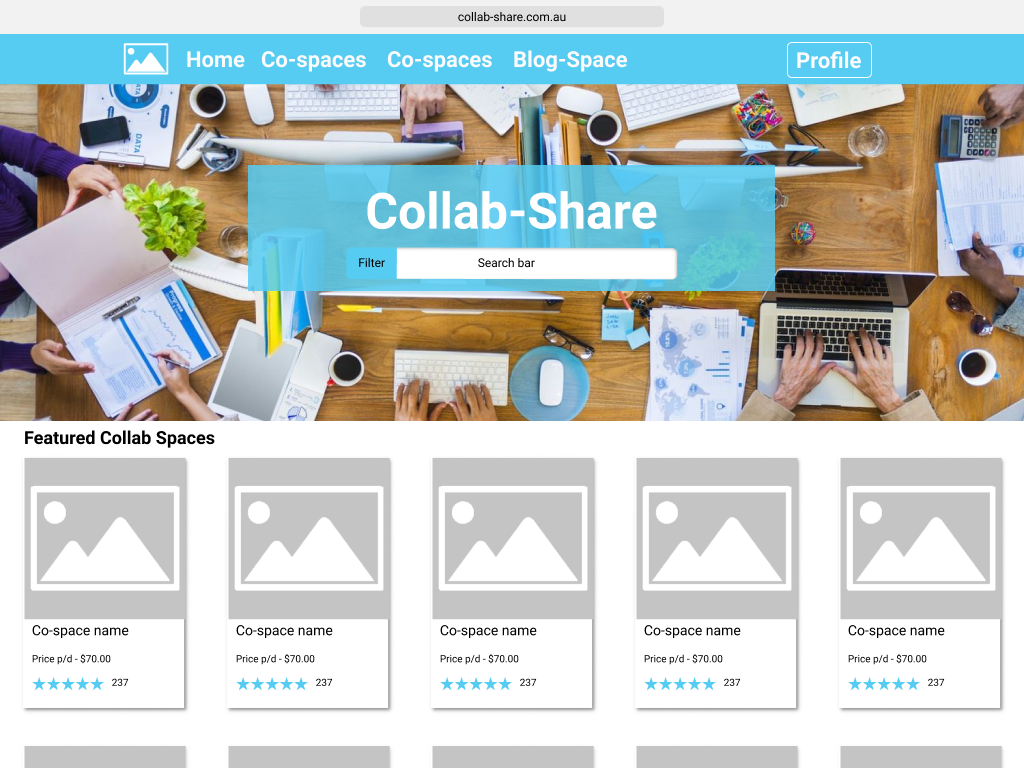 collab-share.com.au
Home Co-spaces Co-spaces Blog-Space Profile
DATA
Collab-Share
Filter Search bar
Featured Collab Spaces
Co-space name Co-space name Co-space name Co-space name Co-space name
Price p/d - $70.00 Price p/d - $70.00 Price p/d - $70.00 Price p/d - $70.00 Price p/d - $70.00
237 237 237 237 237